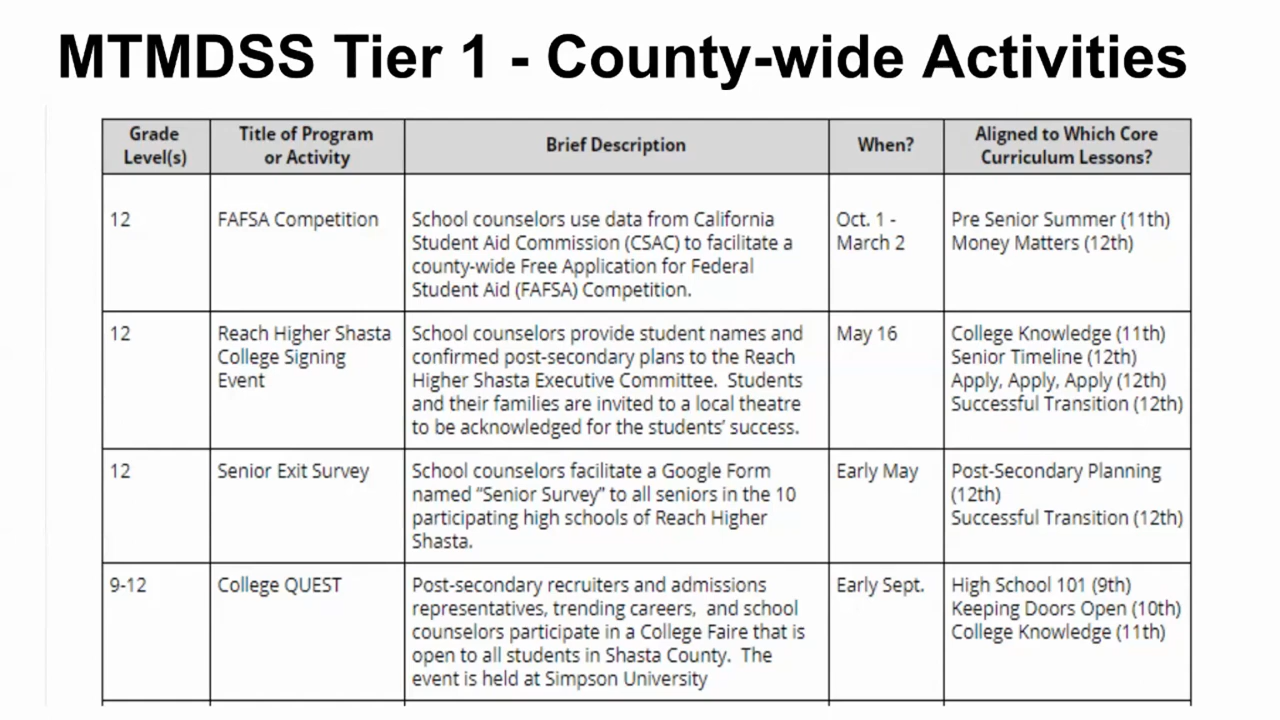 MTMDSS Tier 1 - County-wide Activities
Grade
Level(s)
Title of Program
or Activity
Brief Description
When?
Aligned to Which Core
Curriculum Lessons?
12
FAFSA Competition
School counselors use data from California
Student Aid Commission (CSAC) to facilitate a
county-wide Free Application for Federal
Student Aid (FAFSA) Competition.
Oct. 1 -
March 2
Pre Senior Summer (11th)
Money Matters (12th)
12
Reach Higher Shasta
College Signing
Event
School counselors provide student names and
confirmed post-secondary plans to the Reach
Higher Shasta Executive Committee. Students
and their families are invited to a local theatre
to be acknowledged for the students’ success.
May 16
College Knowledge (11th)
Senior Timeline (12th)
Apply, Apply, Apply (12th)
Successful Transition (12th)
12
Senior Exit Survey
School counselors facilitate a Google Form
named “Senior Survey” to all seniors in the 10
participating high schools of Reach Higher
Shasta.
Early May
Post-Secondary Planning
(12th)
Successful Transition (12th)
9-12
College QUEST
Post-secondary recruiters and admissions
representatives, trending careers, and school
counselors participate in a College Faire that is
open to all students in Shasta County. The
event is held at Simpson University
Early Sept.
High School 101 (9th)
Keeping Doors Open (10th)
College Knowledge (11th)